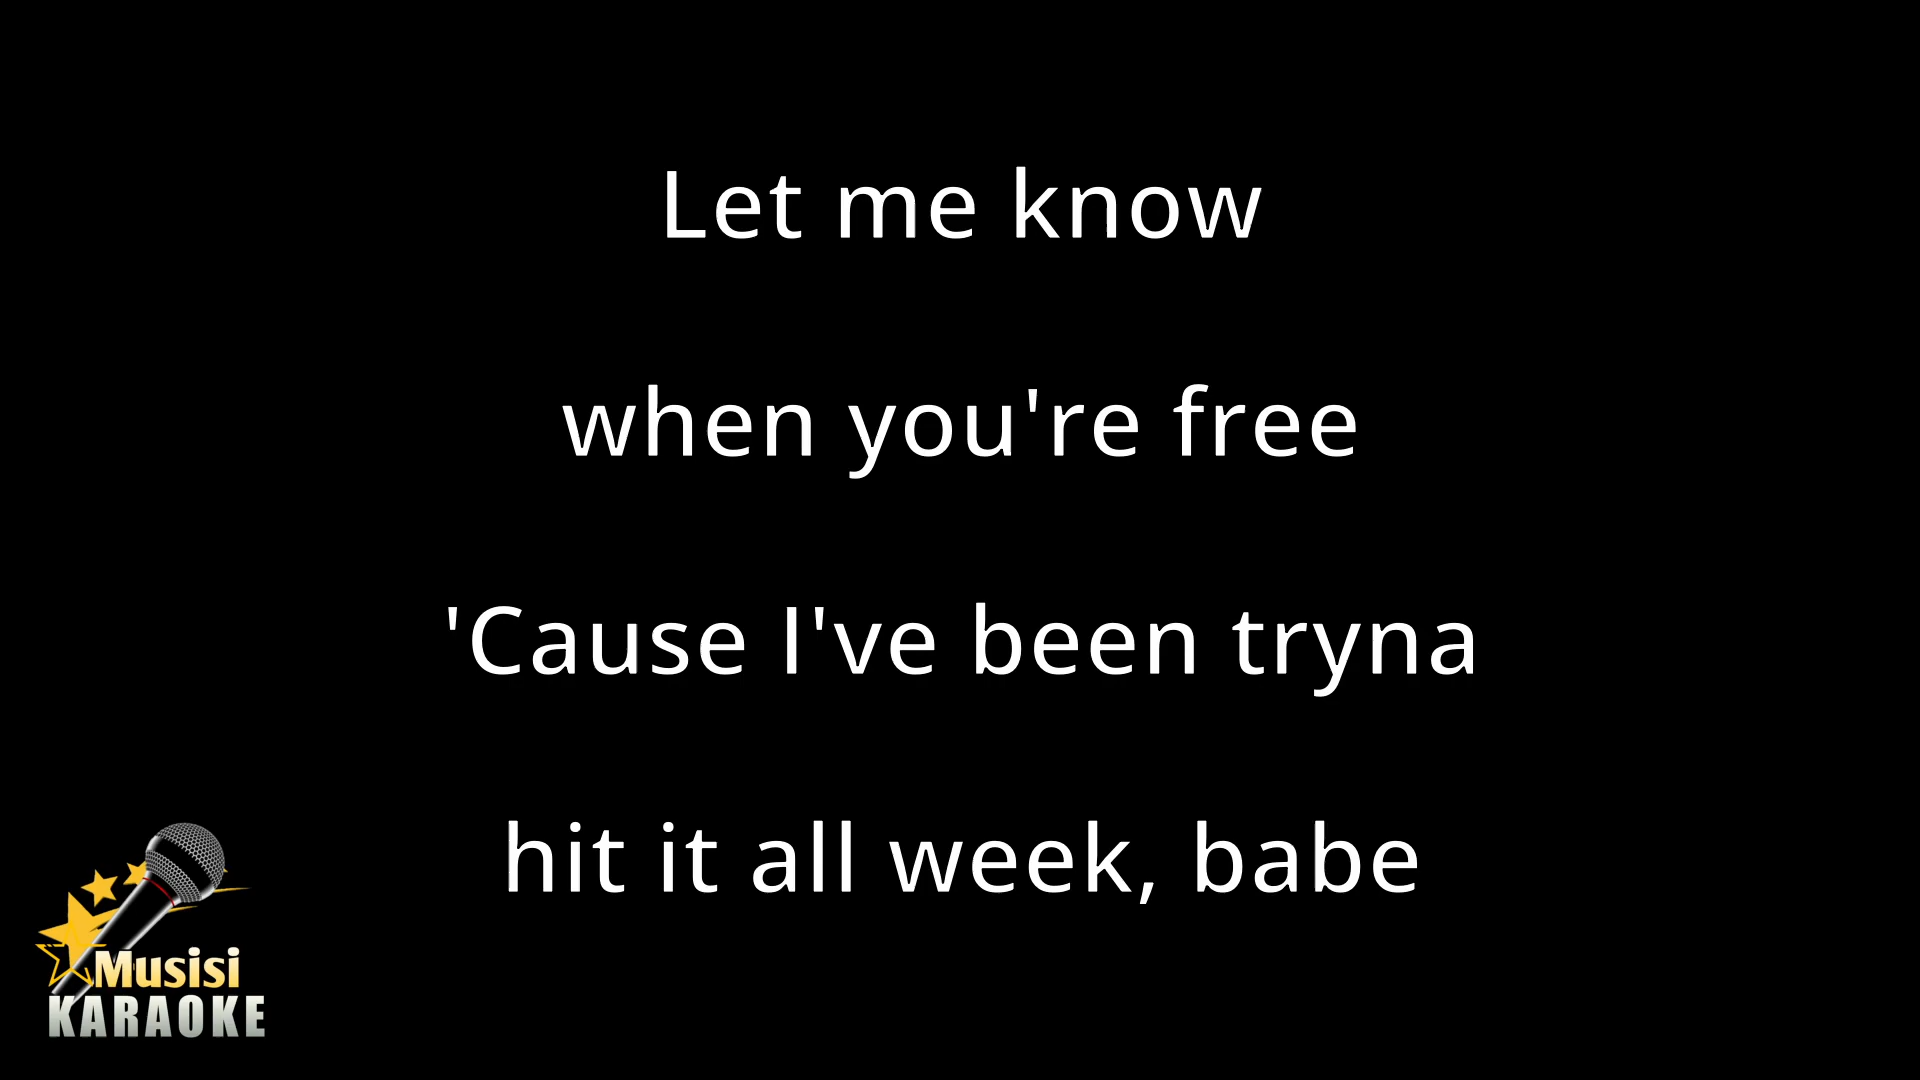 Let me know
when you're free
'Cause I've been tryna
hit it all week, babe
Musisi
KARAOKE